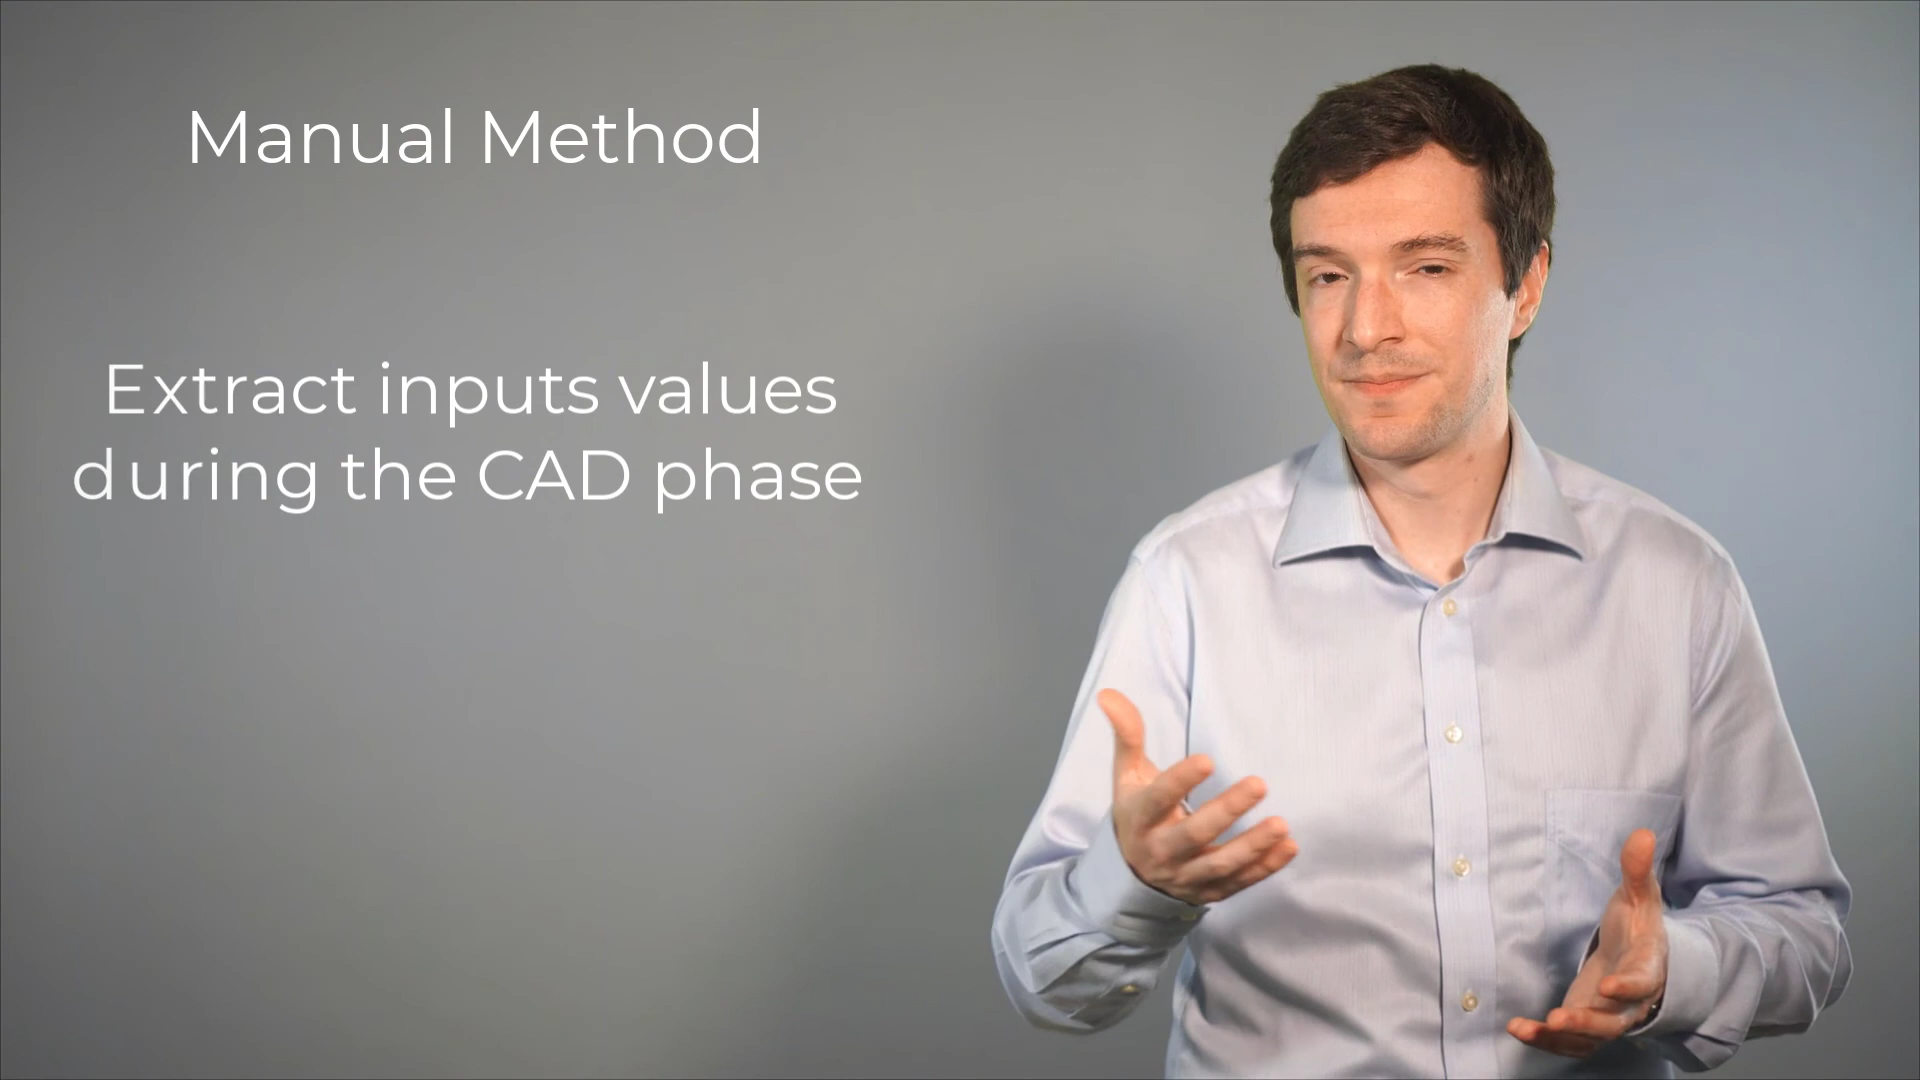 Manual Method
Extract inputs values
during the CAD phase